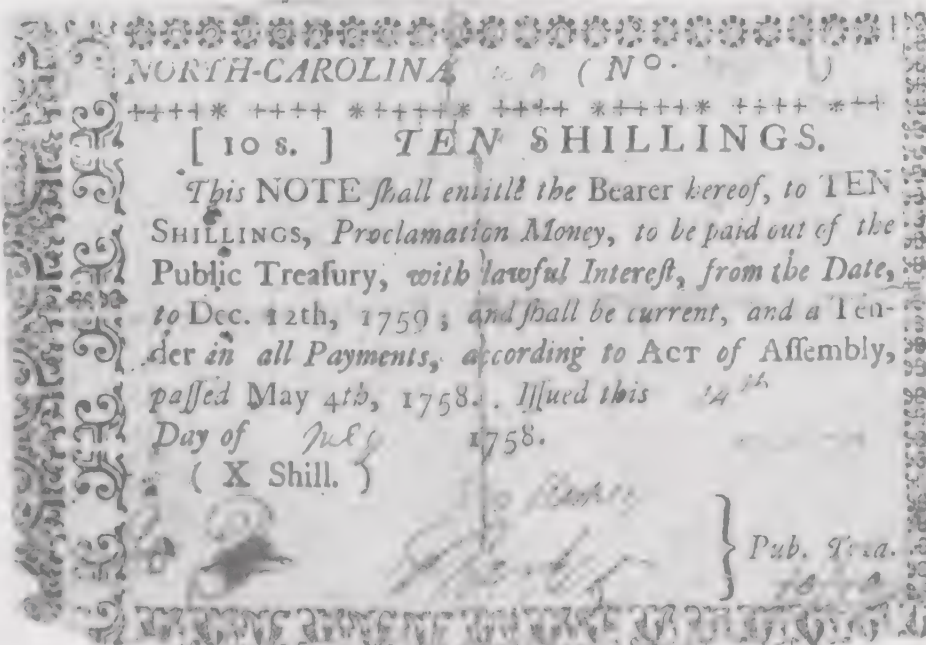 NORTH-CAROLINA ( Nº. )
[ 10 s. ] TEN SHILLINGS.
This NOTE ſhall entitle the Bearer hereof, to TEN
SHILLINGS, Proclamation Money, to be paid out of the
Public Treaſury, with lawful Intereſt, from the Date,
to Dec. 12th, 1759; and ſhall be current, and a Ten-
der in all Payments, according to ACT of Aſſembly,
paſſed May 4th, 1758. Iſſued this 14th
Day of July 1758.
( X Shill. )
} Pub. Trea.